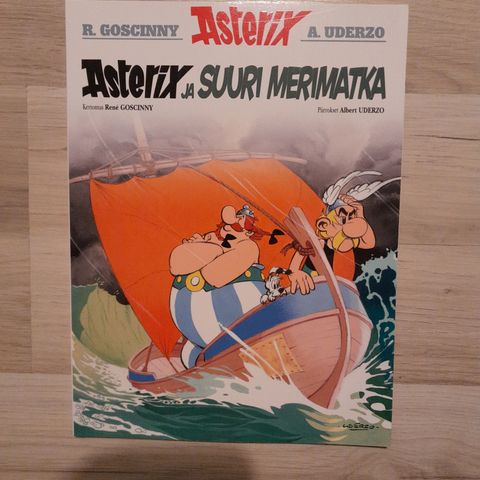 R. GOSCINNY Asterix A. UDERZO
Asterix JA SUURI MERIMATKA
Kertomus René GOSCINNY Piirrokset Albert UDERZO
UDERZO